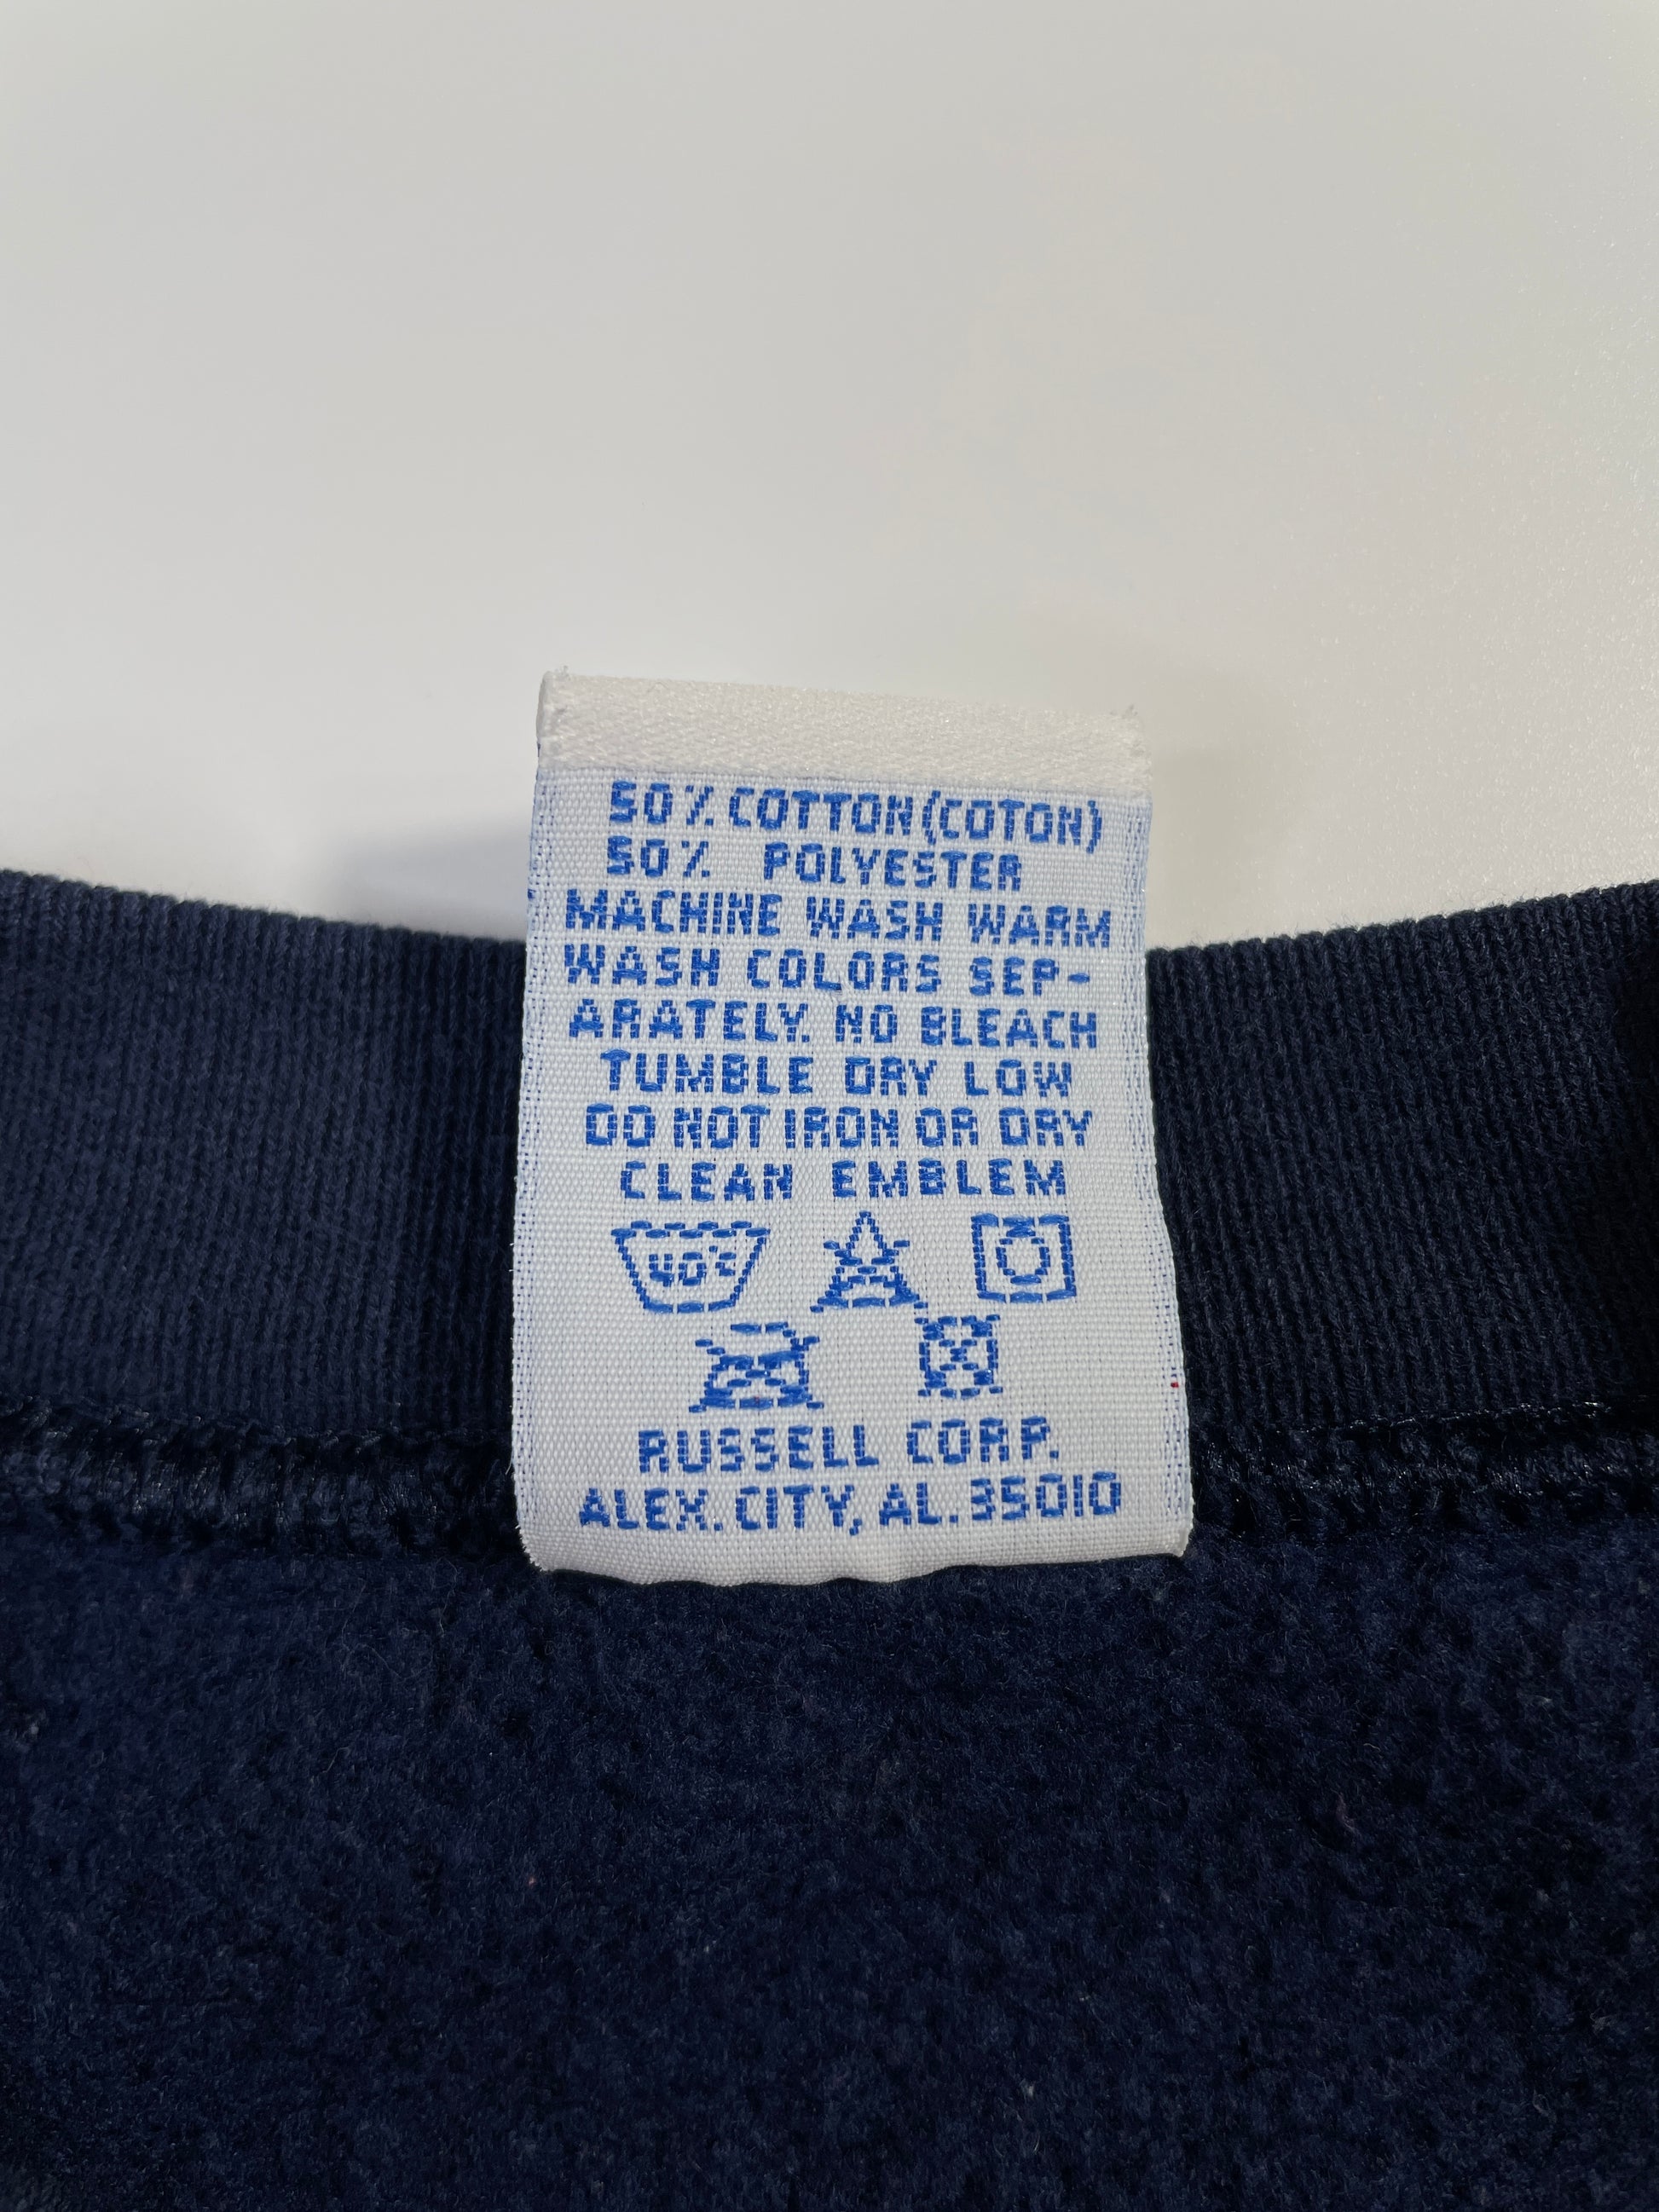 50% COTTON(COTON)
50% POLYESTER
MACHINE WASH WARM
WASH COLORS SEP-
ARATELY. NO BLEACH
TUMBLE DRY LOW
DO NOT IRON OR DRY
CLEAN EMBLEM
40°C
RUSSELL CORP.
ALEX. CITY, AL. 35010